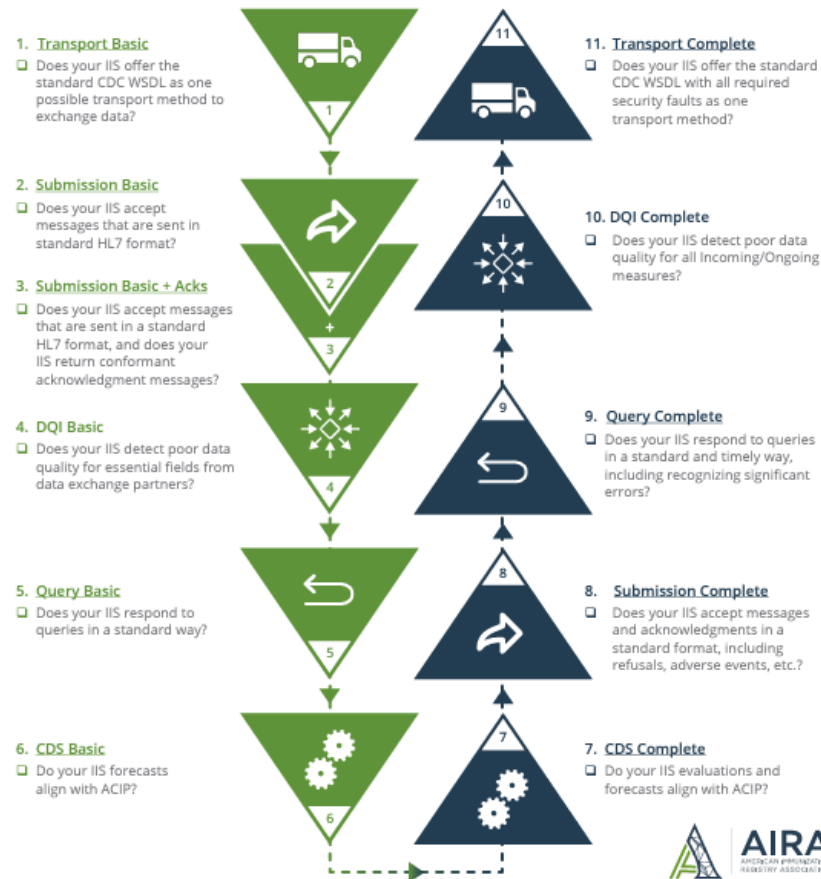 1. Transport Basic
Does your IIS offer the
standard CDC WSDL as one
possible transport method to
exchange data?
1
2. Submission Basic
Does your IIS accept
messages that are sent in
standard HL7 format?
2
3. Submission Basic + Acks
Does your IIS accept messages
that are sent in a standard
HL7 format, and does your
IIS return conformant
acknowledgment messages?
+
3
4. DQI Basic
Does your IIS detect poor data
quality for essential fields from
data exchange partners?
4
5. Query Basic
Does your IIS respond to
queries in a standard way?
5
6. CDS Basic
Do your IIS forecasts
align with ACIP?
6
11
11. Transport Complete
Does your IIS offer the standard
CDC WSDL with all required
security faults as one
transport method?
10
10. DQI Complete
Does your IIS detect poor data
quality for all Incoming/Ongoing
measures?
9
9. Query Complete
Does your IIS respond to queries
in a standard and timely way,
including recognizing significant
errors?
8
8. Submission Complete
Does your IIS accept messages
and acknowledgments in a
standard format, including
refusals, adverse events, etc.?
7
7. CDS Complete
Do your IIS evaluations and
forecasts align with ACIP?
AIRA
AMERICAN IMMUNIZAT
REGISTRY ASSOCIAT